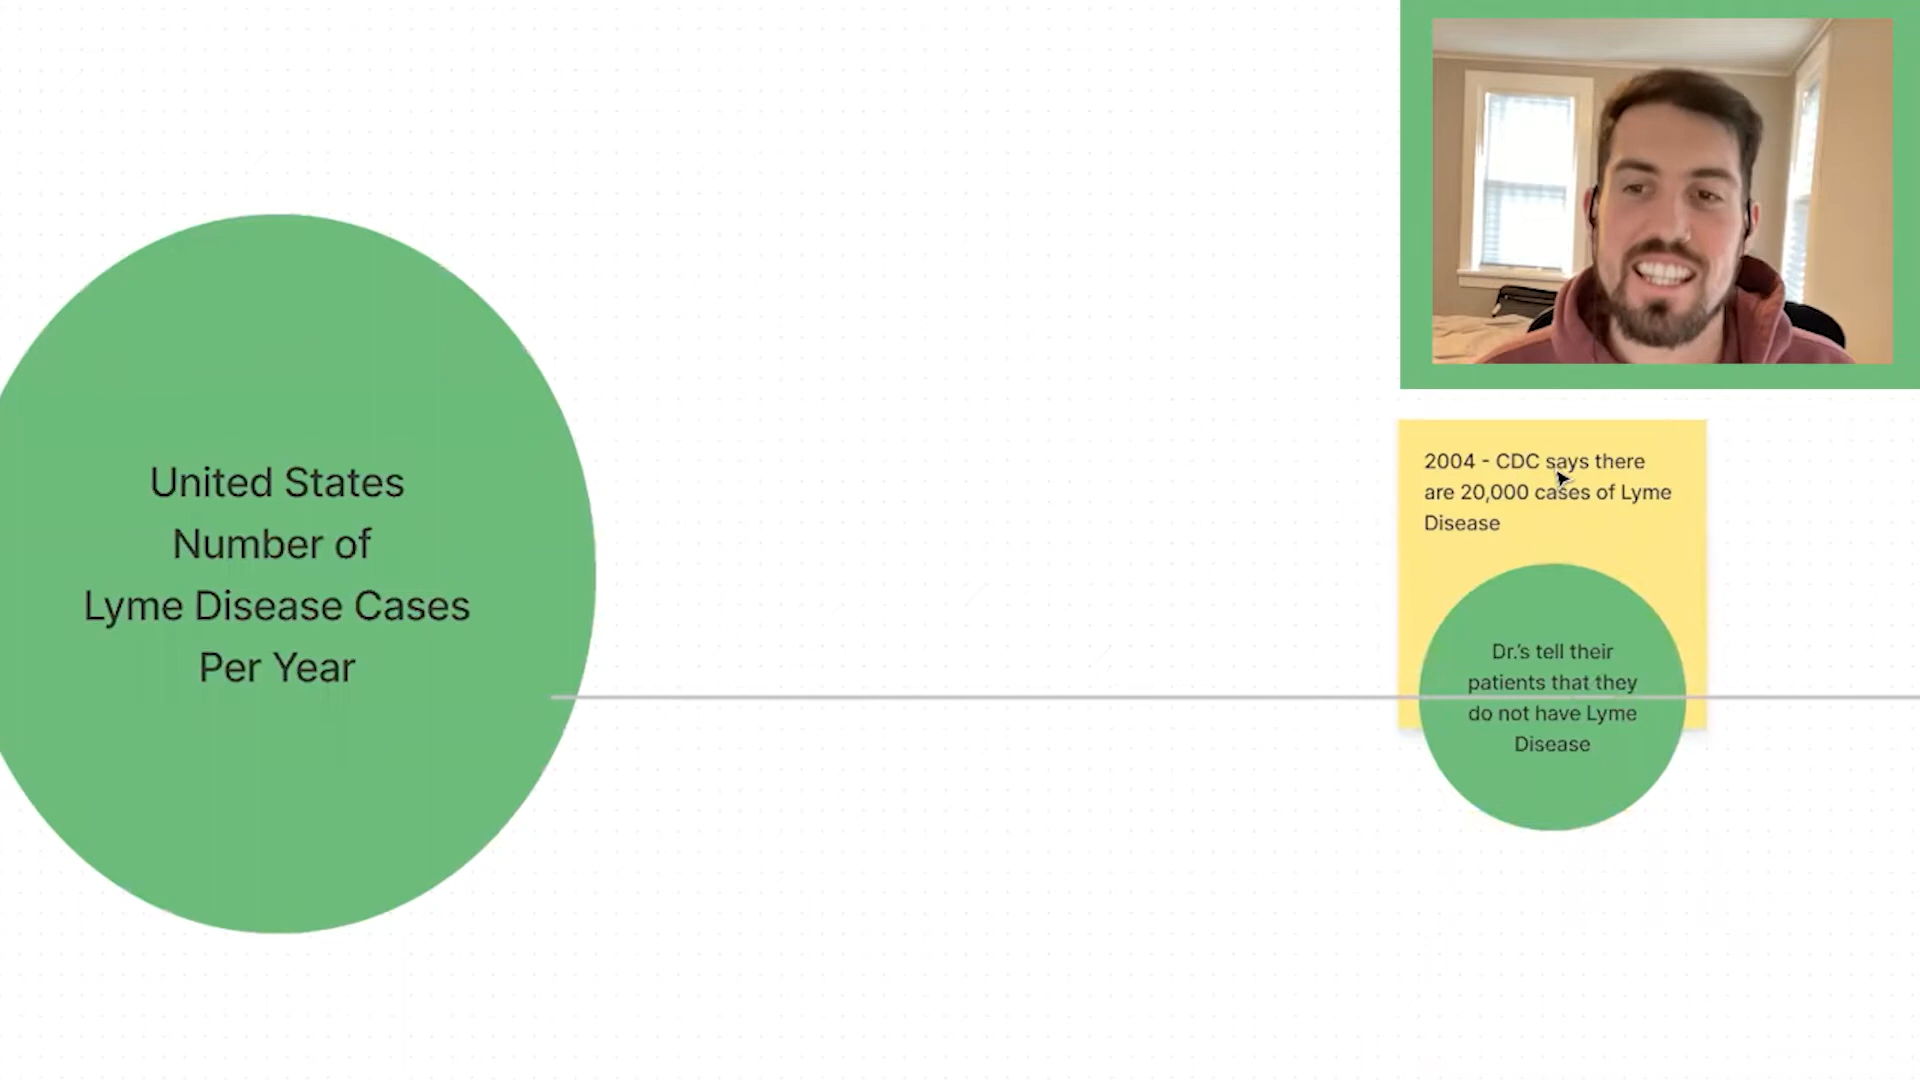 United States
Number of
Lyme Disease Cases
Per Year
2004 - CDC says there
are 20,000 cases of Lyme
Disease
Dr.'s tell their
patients that they
do not have Lyme
Disease